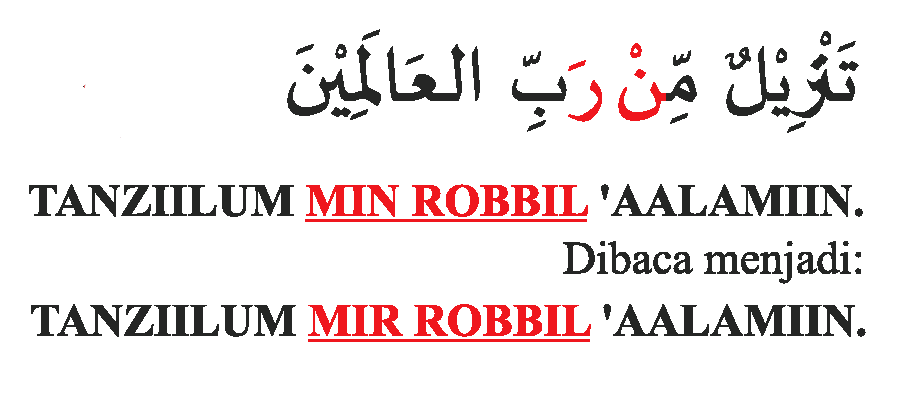 تَنْزِيْلٌ مِّنْ رَبِّ العَالَمِيْنَ
TANZIILUM MIN ROBBIL 'AALAMIIN.
Dibaca menjadi:
TANZIILUM MIR ROBBIL 'AALAMIIN.